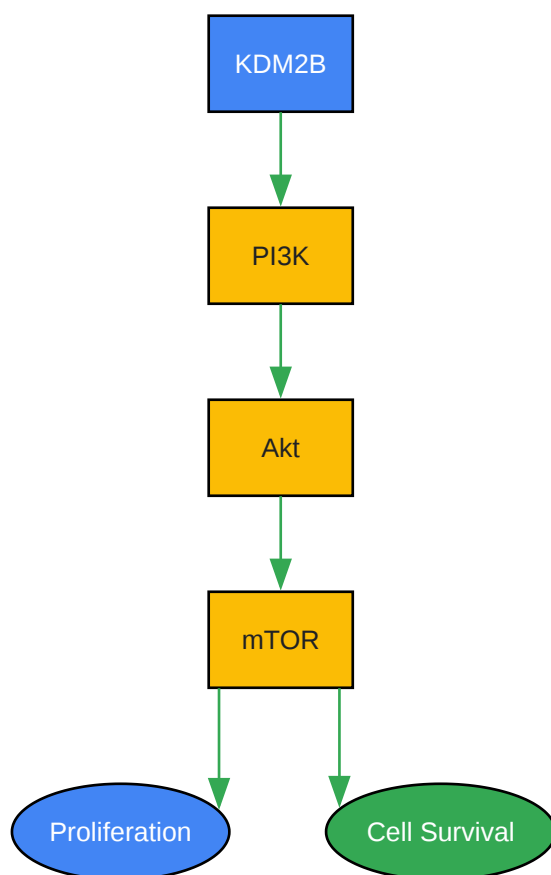 KDM2B
PI3K
Akt
mTOR
Proliferation
Cell Survival